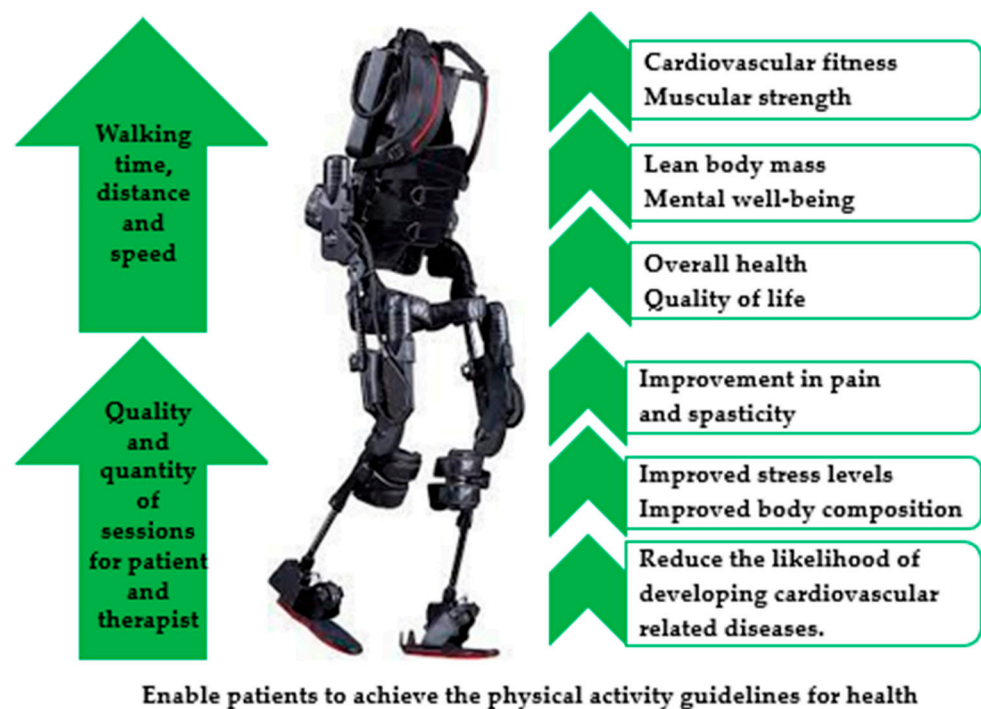 Walking
time,
distance
and
speed
Quality
and
quantity
of
sessions
for patient
and
therapist
Cardiovascular fitness
Muscular strength
Lean body mass
Mental well-being
Overall health
Quality of life
Improvement in pain
and spasticity
Improved stress levels
Improved body composition
Reduce the likelihood of
developing cardiovascular
related diseases.
Enable patients to achieve the physical activity guidelines for health